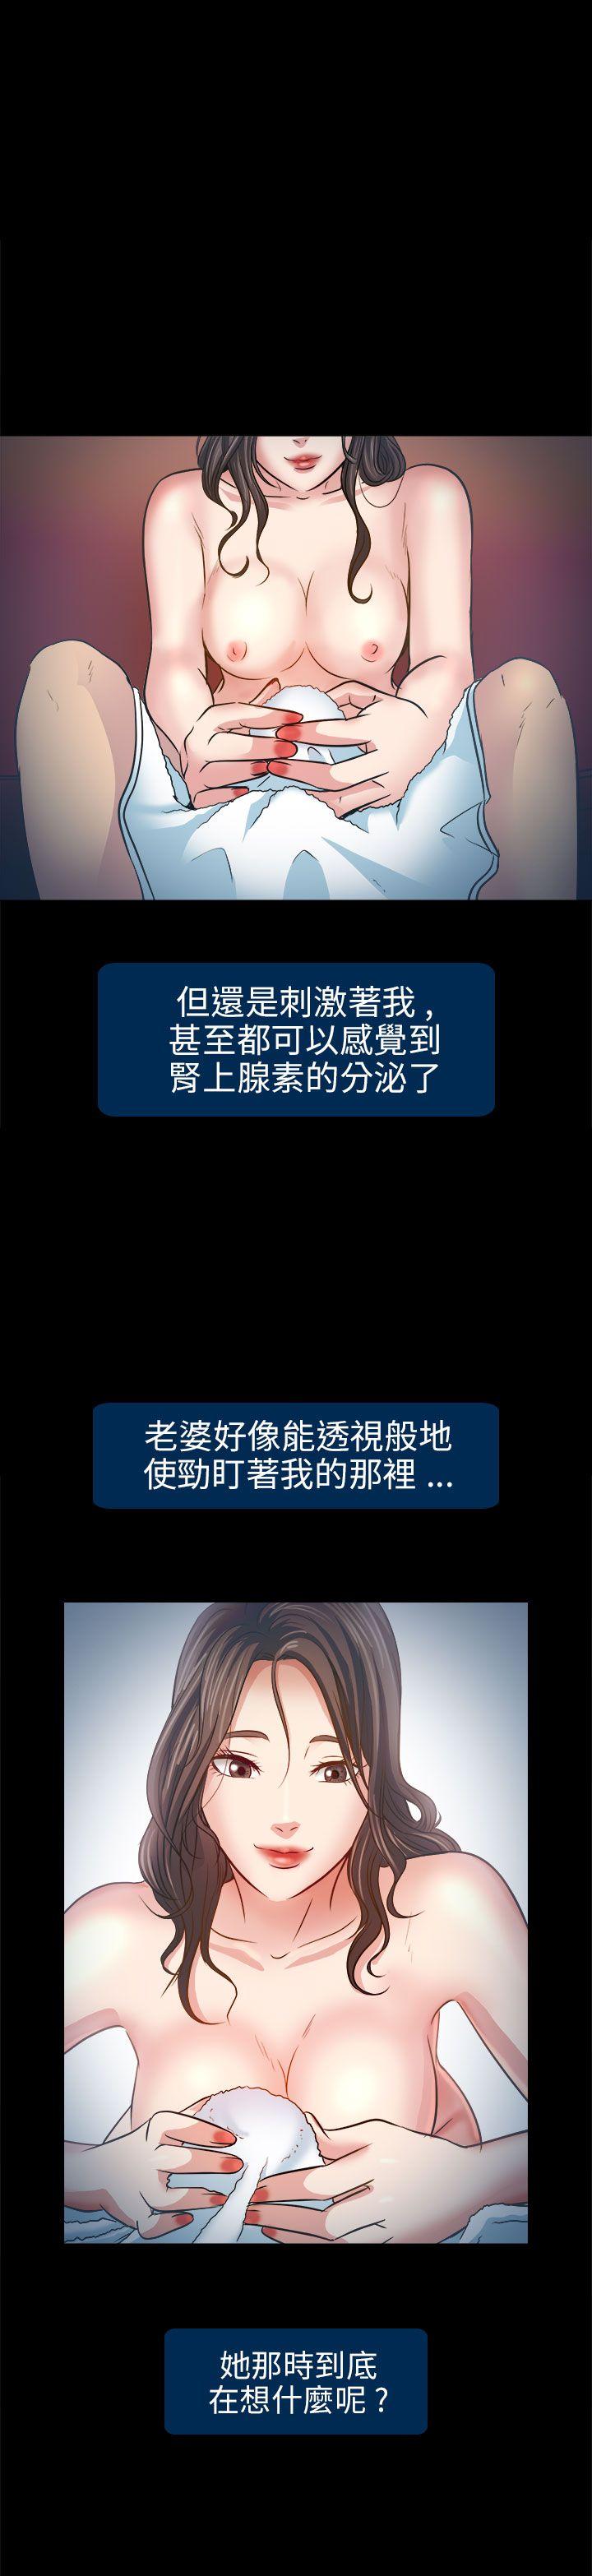 但還是刺激著我,
甚至都可以感覺到
腎上腺素的分泌了
老婆好像能透視般地
使勁盯著我的那裡...
她那時到底
在想什麼呢?